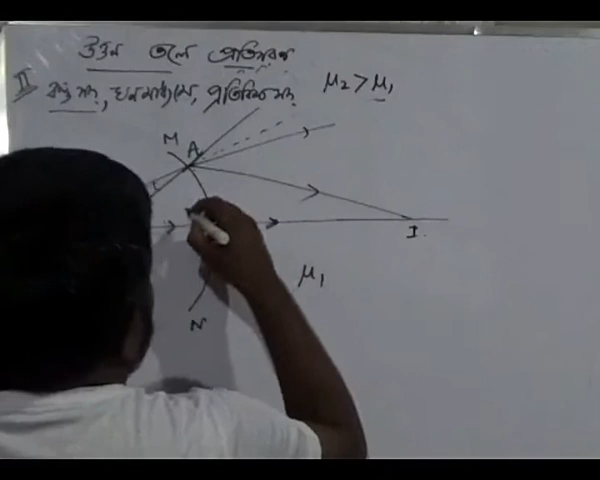 উত্তল তলে প্রতিসরণ
II বস্তু সদ্, ঘনমাধ্যমে, প্রতিবিম্ব সদ্ μ₂ > μ₁
M A
I
μ₁
N